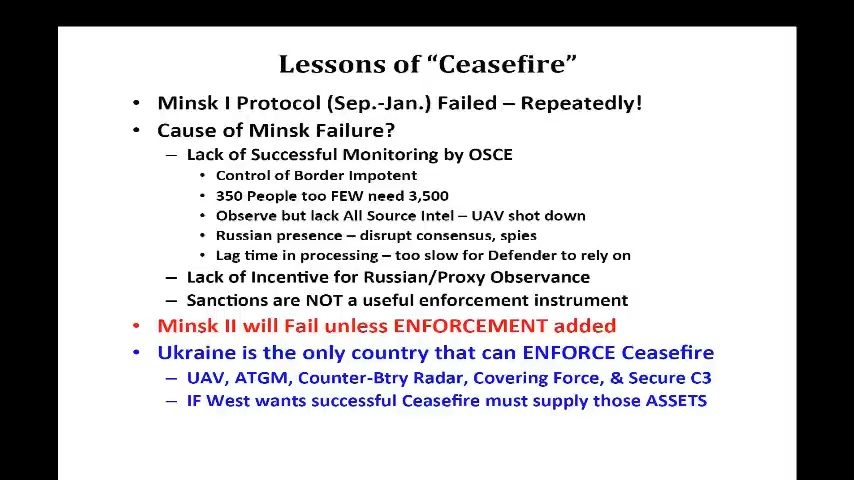 Lessons of “Ceasefire”
• Minsk I Protocol (Sep.-Jan.) Failed – Repeatedly!
• Cause of Minsk Failure?
– Lack of Successful Monitoring by OSCE
• Control of Border Impotent
• 350 People too FEW need 3,500
• Observe but lack All Source Intel – UAV shot down
• Russian presence – disrupt consensus, spies
• Lag time in processing – too slow for Defender to rely on
– Lack of Incentive for Russian/Proxy Observance
– Sanctions are NOT a useful enforcement instrument
• Minsk II will Fail unless ENFORCEMENT added
• Ukraine is the only country that can ENFORCE Ceasefire
– UAV, ATGM, Counter-Btry Radar, Covering Force, & Secure C3
– IF West wants successful Ceasefire must supply those ASSETS